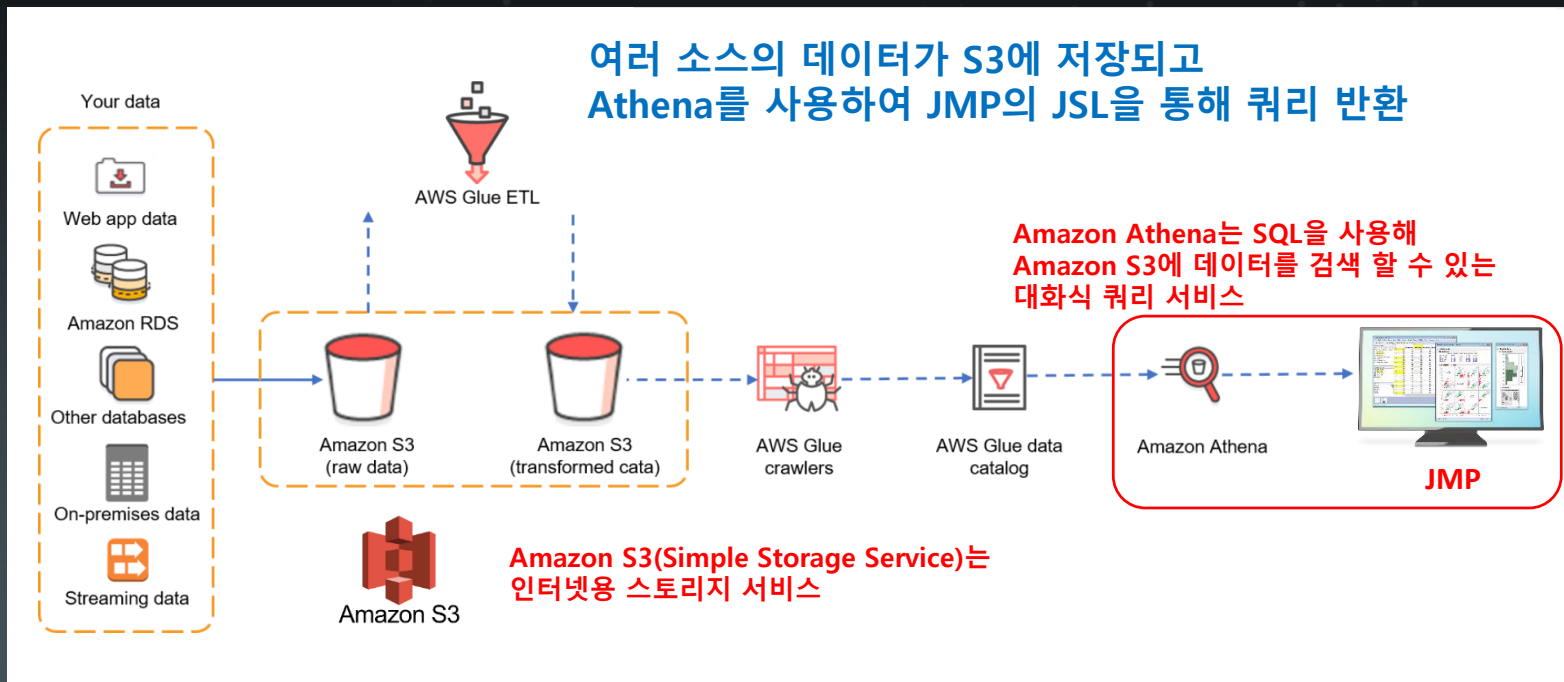 여러 소스의 데이터가 S3에 저장되고
Athena를 사용하여 JMP의 JSL을 통해 쿼리 반환
Your data
Web app data
Amazon RDS
Other databases
On-premises data
Streaming data
AWS Glue ETL
Amazon S3
(raw data)
Amazon S3
(transformed cata)
AWS Glue
crawlers
AWS Glue data
catalog
Amazon Athena는 SQL을 사용해
Amazon S3에 데이터를 검색 할 수 있는
대화식 쿼리 서비스
Amazon Athena
JMP
Amazon S3
Amazon S3(Simple Storage Service)는
인터넷용 스토리지 서비스